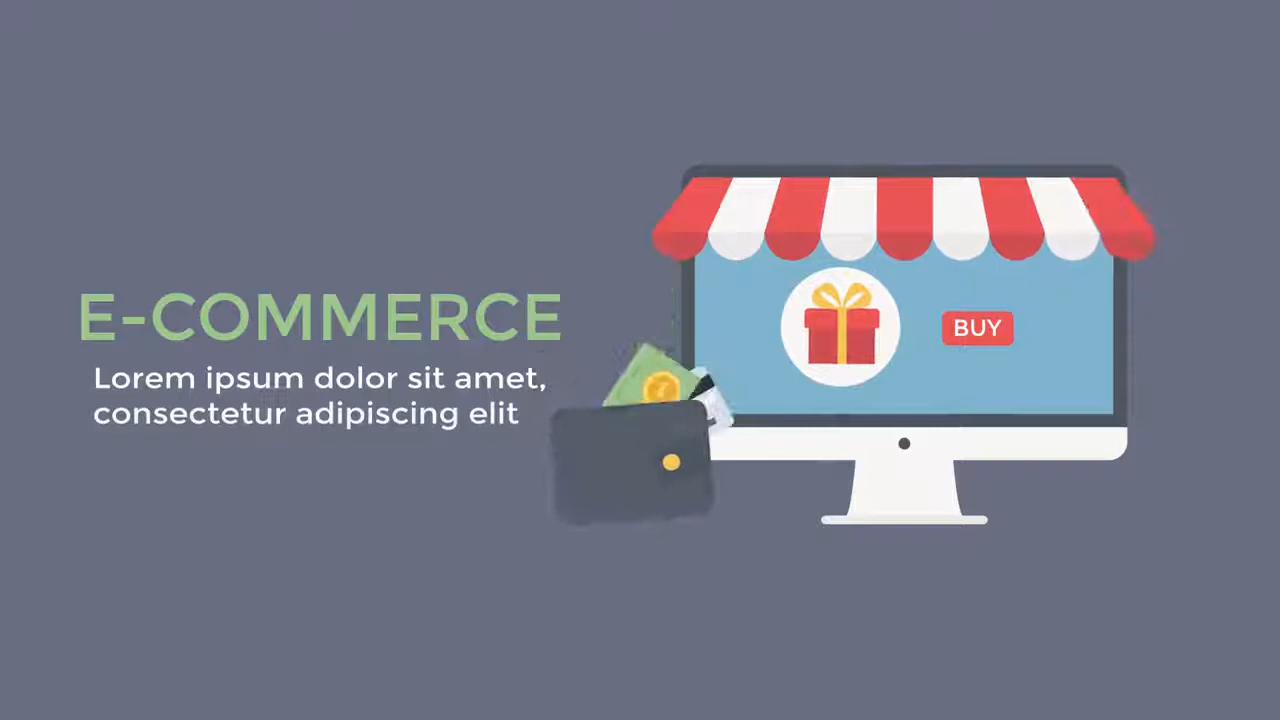 E-COMMERCE
Lorem ipsum dolor sit amet,
consectetur adipiscing elit
BUY